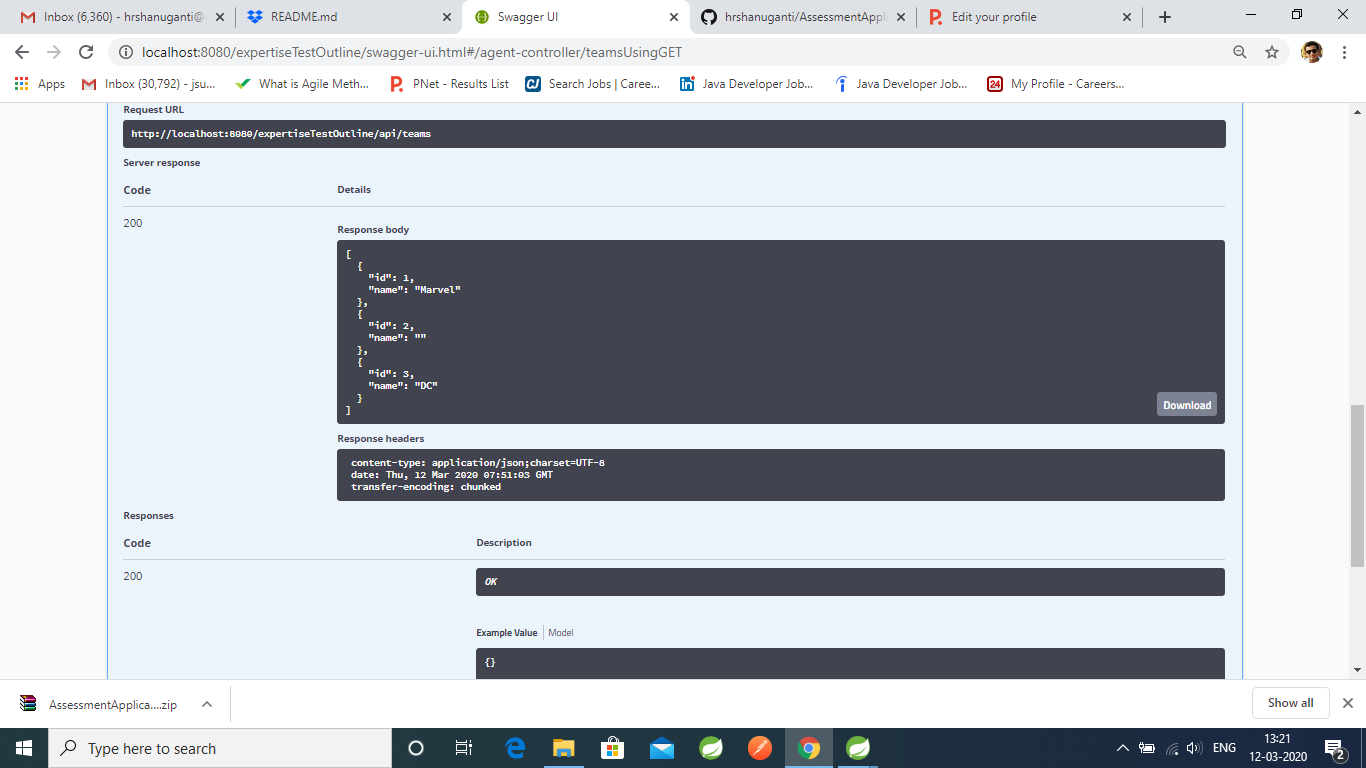 Inbox (6,360) - hrshanuganti@
README.md
Swagger UI
hrshanuganti/AssessmentAppli
Edit your profile
localhost:8080/expertiseTestOutline/swagger-ui.html#/agent-controller/teamsUsingGET
Apps
Inbox (30,792) - jsu...
What is Agile Meth...
PNet - Results List
Search Jobs | Caree...
Java Developer Job...
Java Developer Job...
24
My Profile - Careers...
Request URL
http://localhost:8080/expertiseTestOutline/api/teams
Server response
Code
Details
200
Response body
[
{
"id": 1,
"name": "Marvel"
},
{
"id": 2,
"name": ""
},
{
"id": 3,
"name": "DC"
}
]
Download
Response headers
content-type: application/json;charset=UTF-8
date: Thu, 12 Mar 2020 07:51:03 GMT
transfer-encoding: chunked
Responses
Code
Description
200
OK
Example Value
Model
{}
AssessmentApplica....zip
Show all
Type here to search
ENG
13:21
12-03-2020
2